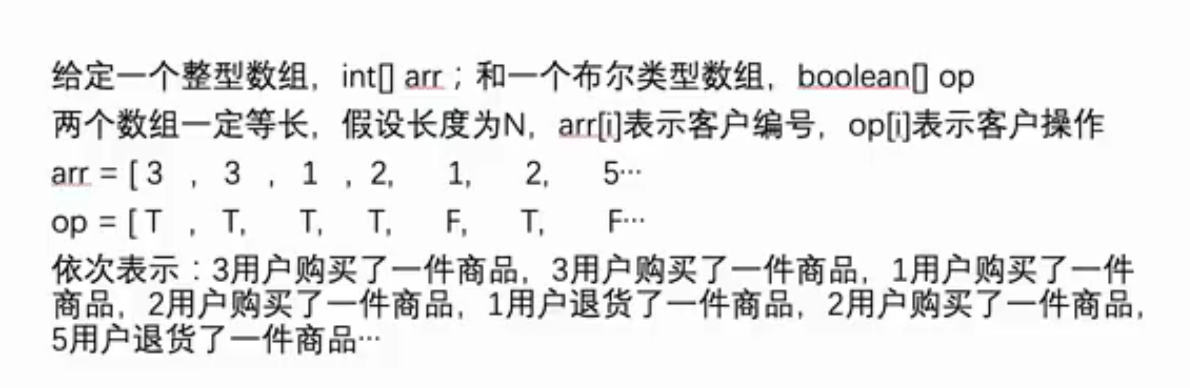 给定一个整型数组，int[] arr；和一个布尔类型数组，boolean[] op
两个数组一定等长，假设长度为N，arr[i]表示客户编号，op[i]表示客户操作
arr = [ 3 , 3 , 1 , 2, 1, 2, 5…
op = [ T , T, T, T, F, T, F…
依次表示：3用户购买了一件商品，3用户购买了一件商品，1用户购买了一件
商品，2用户购买了一件商品，1用户退货了一件商品，2用户购买了一件商品，
5用户退货了一件商品…